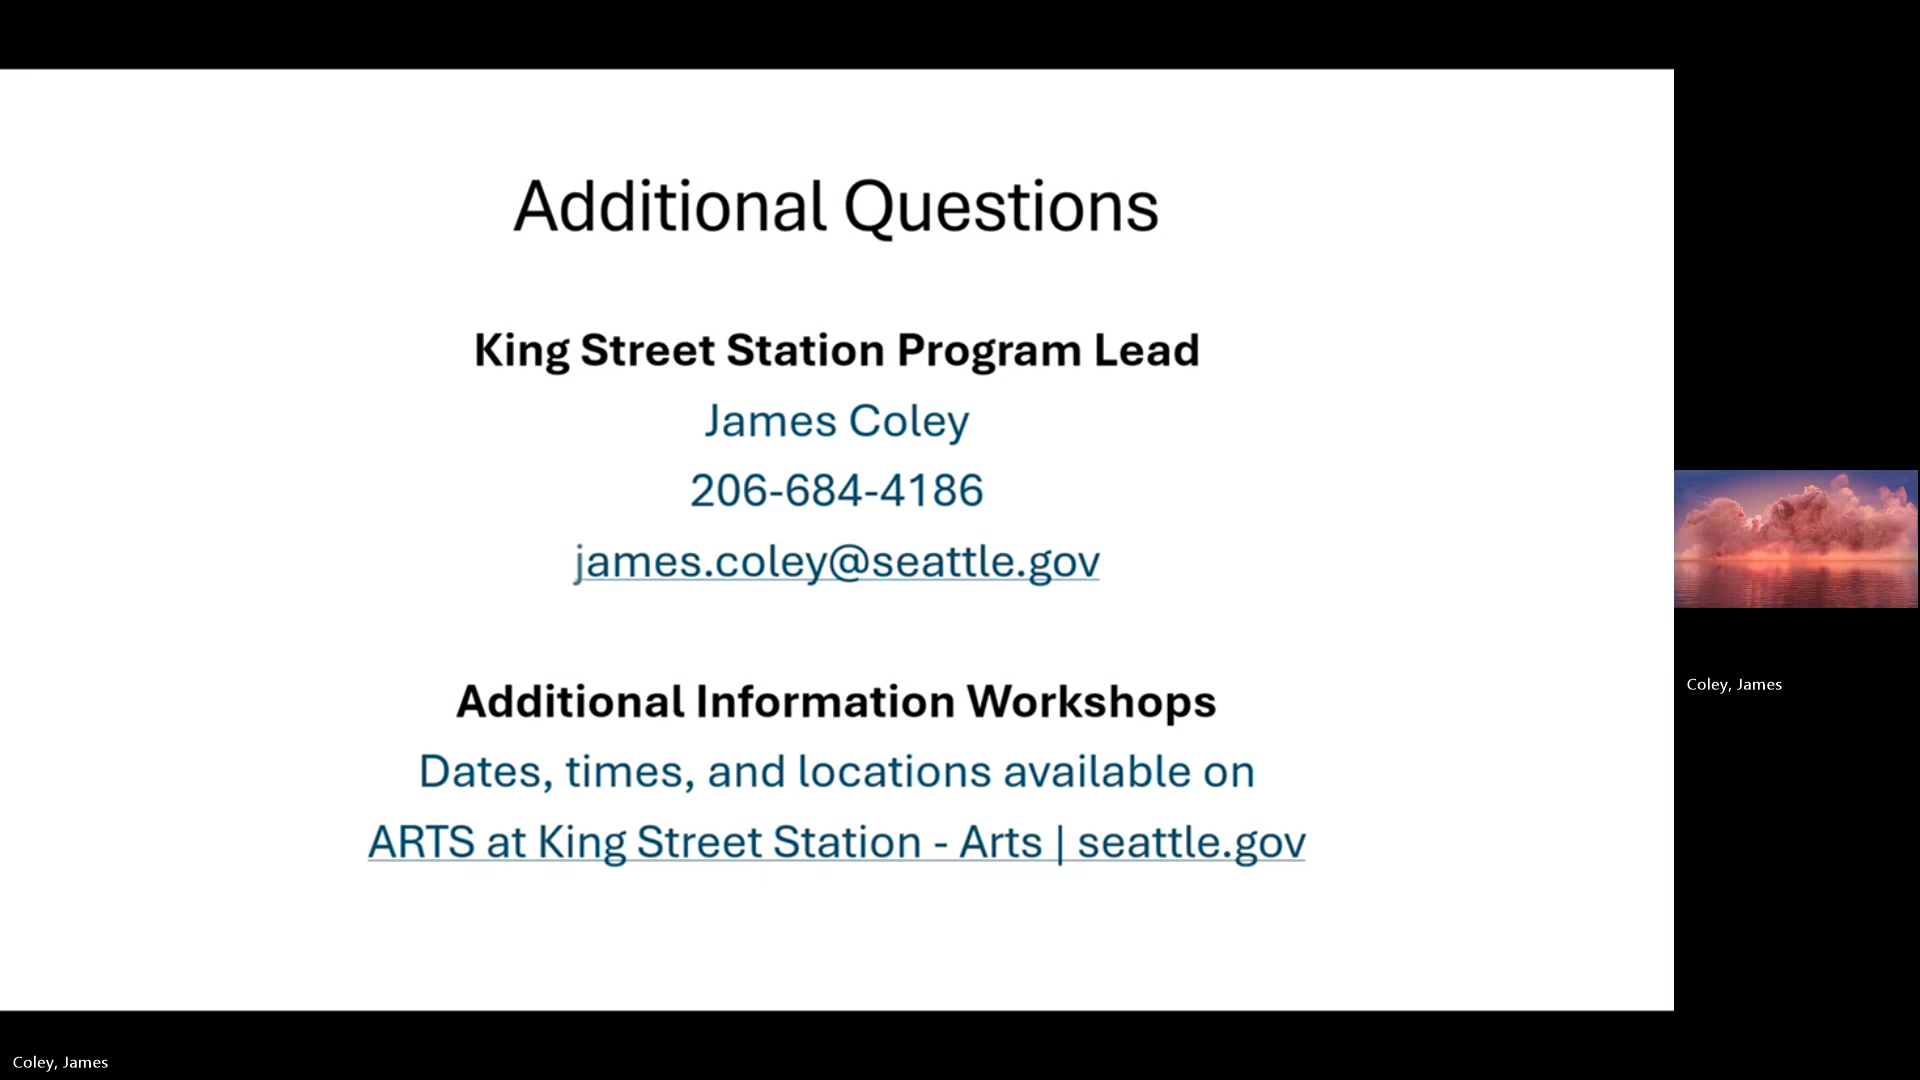 Additional Questions
King Street Station Program Lead
James Coley
206-684-4186
james.coley@seattle.gov
Additional Information Workshops
Dates, times, and locations available on
ARTS at King Street Station - Arts | seattle.gov
Coley, James
Coley, James